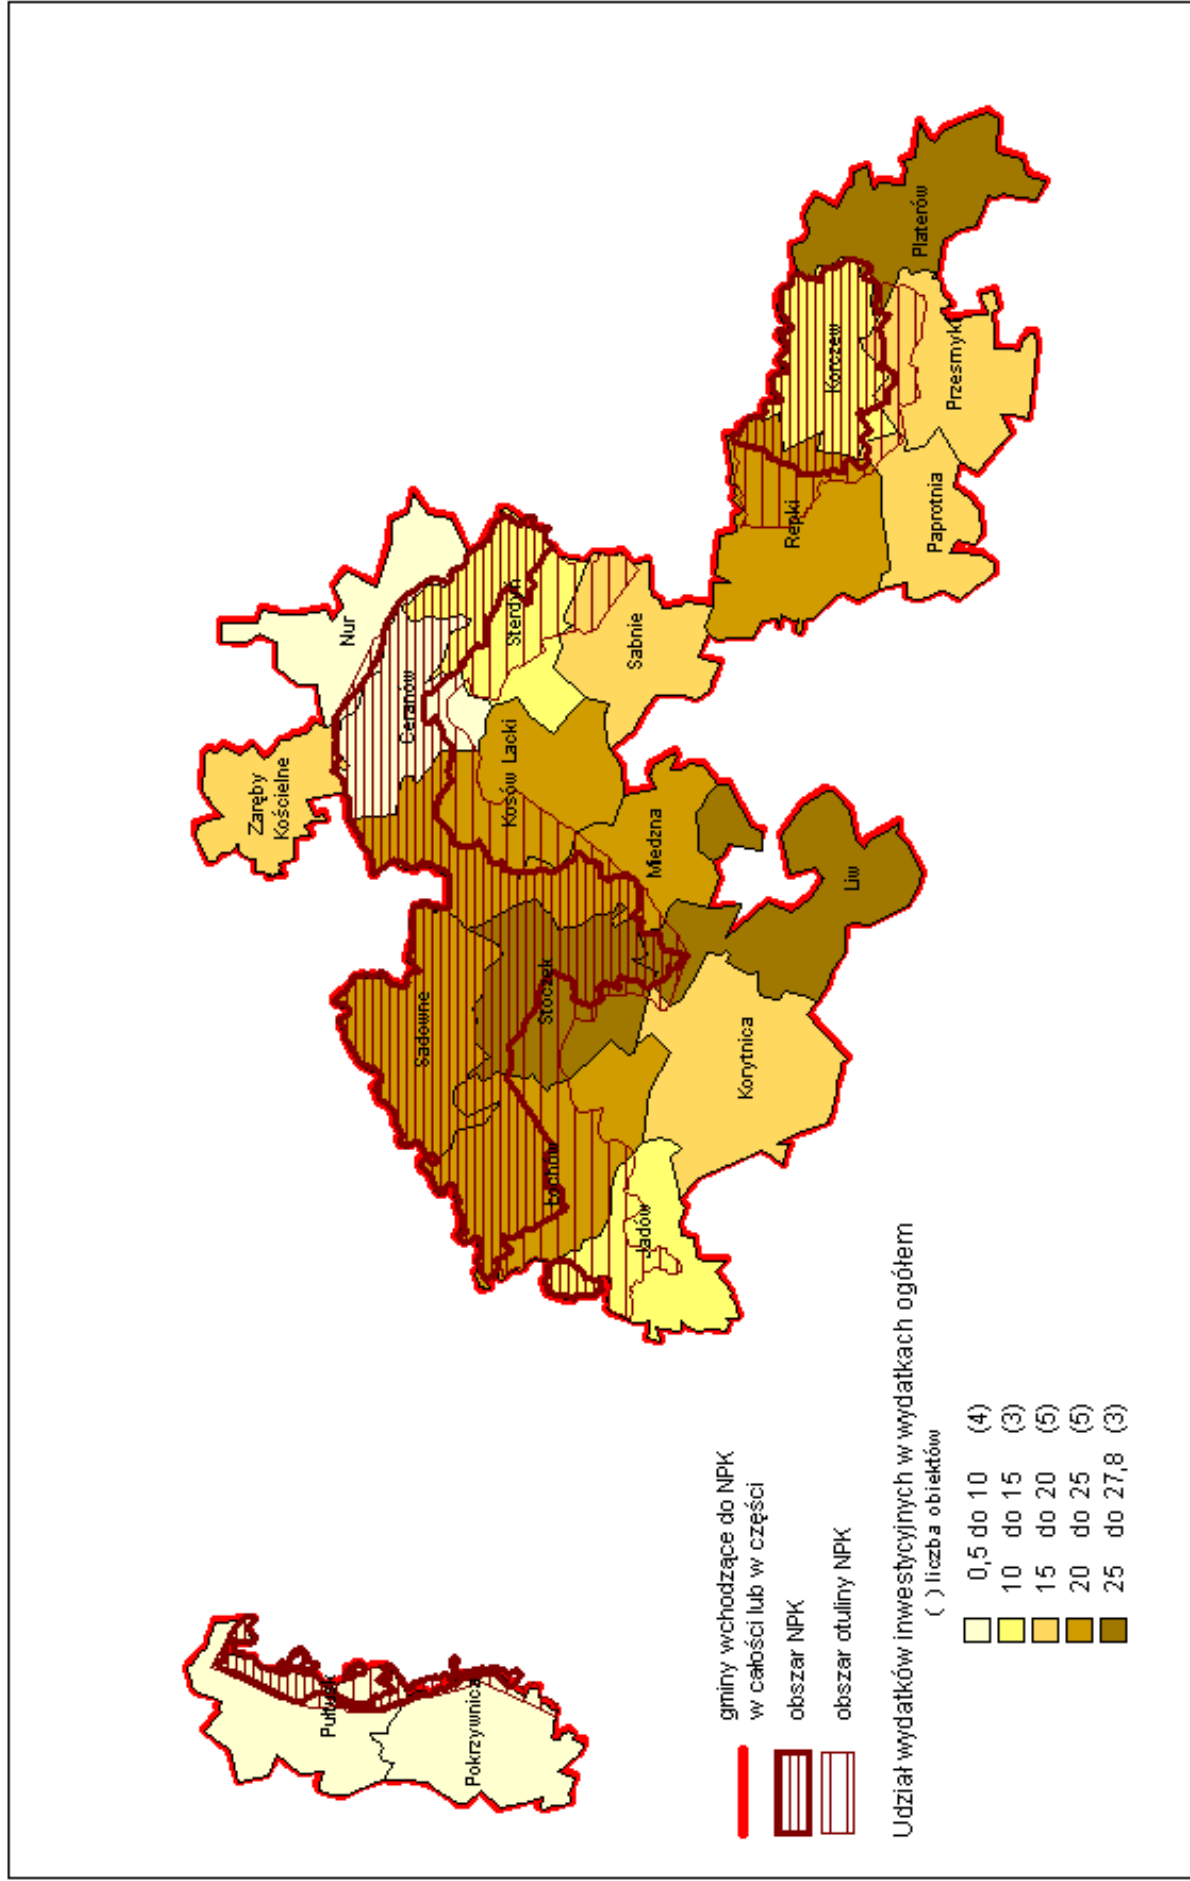 Pułtusk
Pokrzywnica
Zaręby
Kościelne
Nur
Ceranów
Sterdyń
Sadowne
Kosów Lacki
Sabnie
Stoczek
Łochów
Miedzna
Jadów
Korytnica
Liw
Repki
Korczew
Platerów
Paprotnia
Przesmyki
gminy wchodzące do NPK
w całości lub w części
obszar NPK
obszar otuliny NPK
Udział wydatków inwestycyjnych w wydatkach ogółem
( ) liczba obiektów
0,5 do 10 (4)
10 do 15 (3)
15 do 20 (5)
20 do 25 (5)
25 do 27,8 (3)